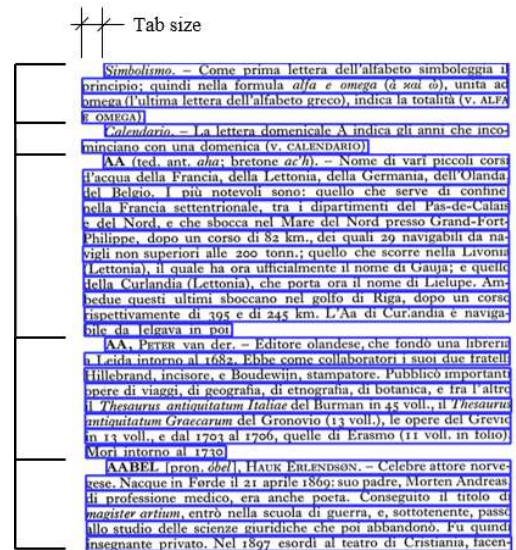 Tab size
Simbolismo. – Come prima lettera dell'alfabeto simboleggia il
principio; quindi nella formula alfa e omega (ἄ καὶ ὦ), unita ad
omega (l'ultima lettera dell'alfabeto greco), indica la totalità (v. ALFA
E OMEGA)
Calendario. – La lettera domenicale A indica gli anni che inco-
minciano con una domenica (v. CALENDARIO)
AA (ted. ant. aha; bretone ac'h). – Nome di varî piccoli corsi
d'acqua della Francia, della Lettonia, della Germania, dell'Olanda,
del Belgio. I più notevoli sono: quello che serve di confine
nella Francia settentrionale, tra i dipartimenti del Pas-de-Calais
e del Nord, e che sbocca nel Mare del Nord presso Grand-Fort-
Philippe, dopo un corso di 82 km., dei quali 29 navigabili da na-
vigli non superiori alle 200 tonn.; quello che scorre nella Livonia
(Lettonia), il quale ha ora ufficialmente il nome di Gauja; e quello
della Curlandia (Lettonia), che porta ora il nome di Lielupe. Am-
bedue questi ultimi sboccano nel golfo di Riga, dopo un corso
rispettivamente di 395 e di 245 km. L'Aa di Curlandia è naviga-
bile da Jelgava in poi
AA, PETER van der. – Editore olandese, che fondò una libreria
a Leida intorno al 1682. Ebbe come collaboratori i suoi due fratelli
Hillebrand, incisore, e Boudewijn, stampatore. Pubblicò importanti
opere di viaggi, di geografia, di etnografia, di botanica, e fra l'altro
il Thesaurus antiquitatum Italiae del Burman in 45 voll., il Thesaurus
antiquitatum Graecarum del Gronovio (13 voll.), le opere del Grevio
in 13 voll., e dal 1703 al 1706, quelle di Erasmo (11 voll. in folio).
Morì intorno al 1730
AABEL [pron. óbel], HAUK ERLENDSØN. – Celebre attore norve-
gese. Nacque in Førde il 21 aprile 1869: suo padre, Morten Andreas,
di professione medico, era anche poeta. Conseguito il titolo di
magister artium, entrò nella scuola di guerra, e, sottotenente, passò
allo studio delle scienze giuridiche che poi abbandonò. Fu quindi
insegnante privato. Nel 1897 esordì al teatro di Cristiania, facen-